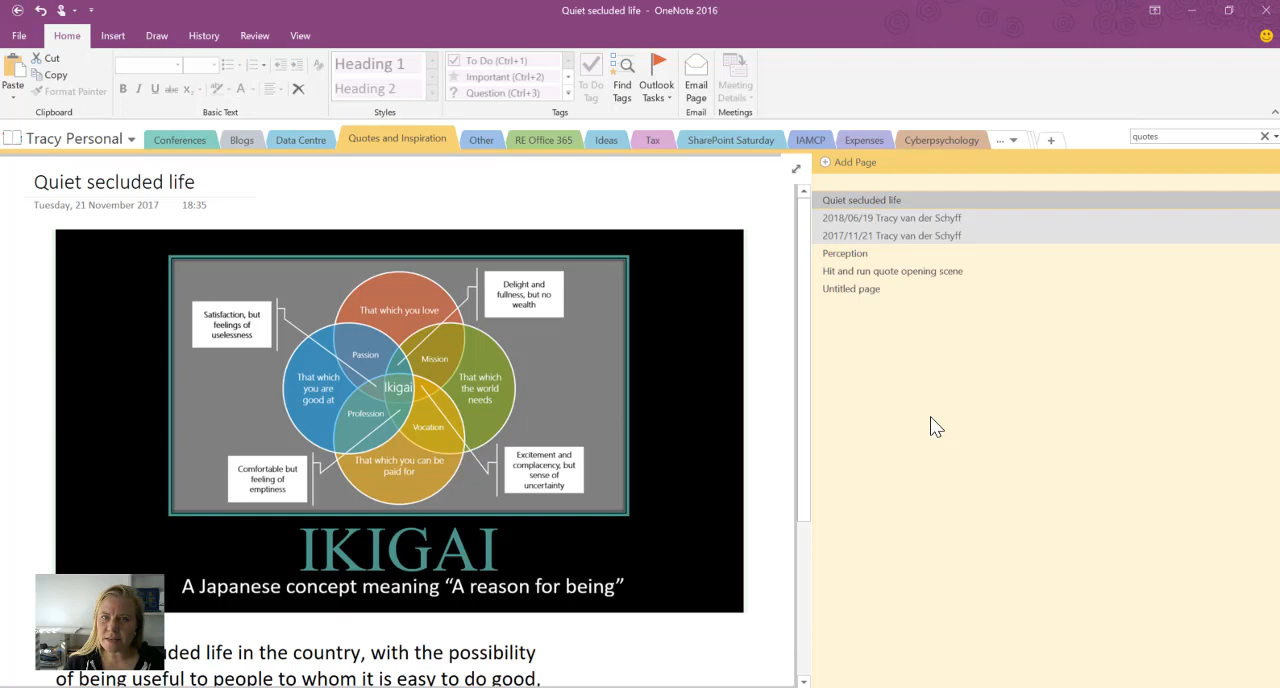 Quiet secluded life - OneNote 2016
File Home Insert Draw History Review View
Paste
Cut
Copy
Format Painter
Clipboard
B I U abc X₂ A
Basic Text
Heading 1
Heading 2
Styles
To Do (Ctrl+1)
Important (Ctrl+2)
? Question (Ctrl+3)
To Do
Tag
Find
Tags
Outlook
Tasks
Tags
Email
Page
Email
Meeting
Details
Meetings
Tracy Personal Conferences Blogs Data Centre Quotes and Inspiration Other RE Office 365 Ideas Tax SharePoint Saturday IAMCP Expenses Cyberpsychology ... + quotes
Add Page
Quiet secluded life
2018/06/19 Tracy van der Schyff
2017/11/21 Tracy van der Schyff
Perception
Hit and run quote opening scene
Untitled page
Quiet secluded life
Tuesday, 21 November 2017 18:35
Satisfaction, but
feelings of
uselessness
That which you love
Delight and
fullness, but no
wealth
Passion
Mission
That which
you are
good at
Ikigai
That which
the world
needs
Profession
Vocation
That which you can be
paid for
Comfortable but
feeling of
emptiness
Excitement and
complacency, but
sense of
uncertainty
IKIGAI
A Japanese concept meaning “A reason for being”
ded life in the country, with the possibility
of being useful to people to whom it is easy to do good.